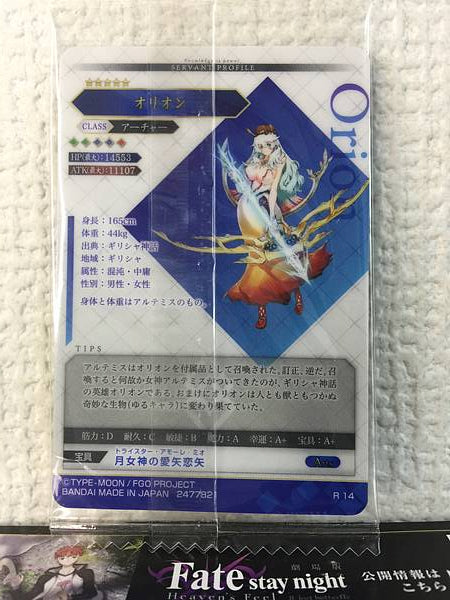 SERVANT PROFILE
オリオン
Orion
CLASS アーチャー
HP(最大):14553
ATK(最大):11107
身長:165cm
体重:44kg
出典:ギリシャ神話
地域:ギリシャ
属性:混沌・中庸
性別:男性・女性
身体と体重はアルテミスのもの。
TIPS
アルテミスはオリオンを付属品として召喚された。訂正、逆だ。召
喚すると何故か女神アルテミスがついてきたのが、ギリシャ神話
の英雄オリオンである。おまけにオリオンは人とも獣ともつかぬ
奇妙な生物(ゆるキャラ)に変わり果てていた。
筋力:D 耐久:C 敏捷:B 魔力:A 幸運:A+ 宝具:A+
トライスター・アモーレ・ミオ
宝具 月女神の愛矢恋矢
©TYPE-MOON / FGO PROJECT
BANDAI MADE IN JAPAN 2477821
R 14
劇場版
Fate stay night
Heaven's Feel
公開情報は
こちら